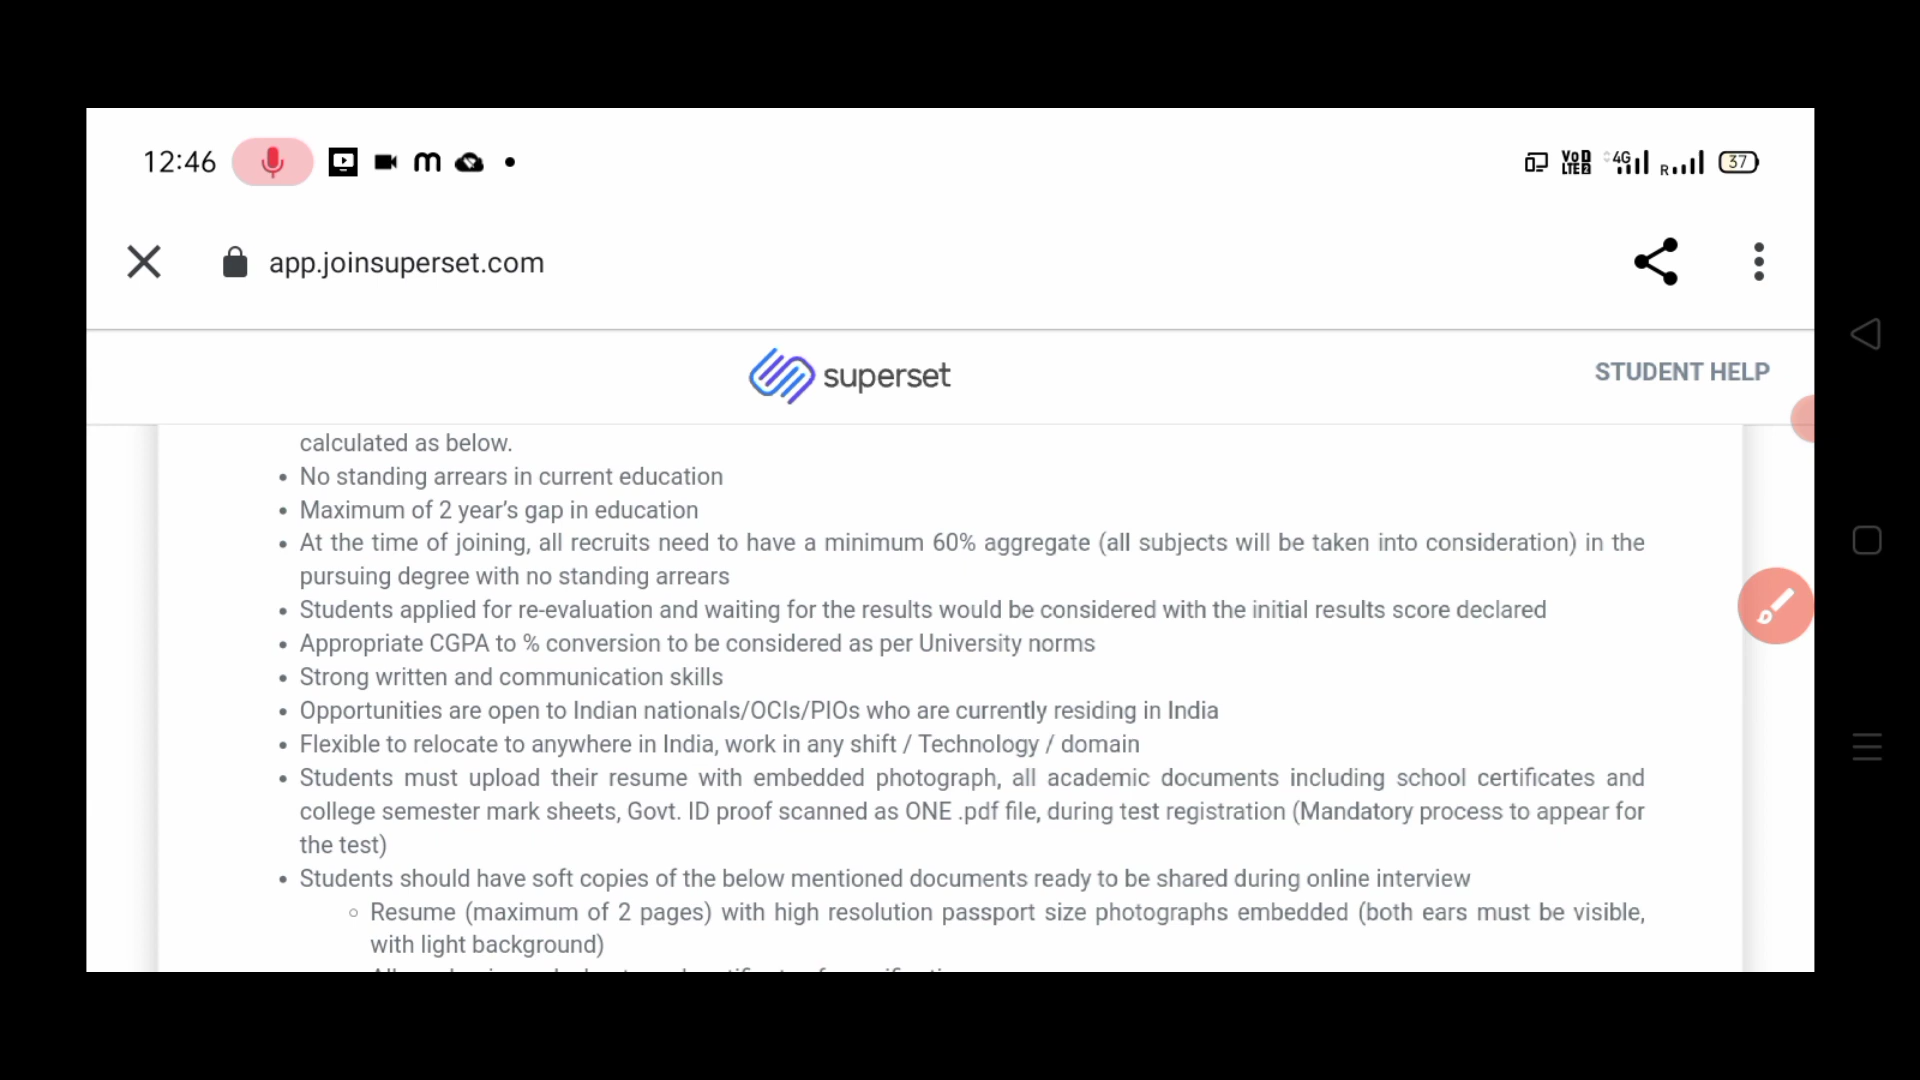 12:46
VoD
LTE2
4G
R
37
app.joinsuperset.com
superset
STUDENT HELP
calculated as below.
• No standing arrears in current education
• Maximum of 2 year’s gap in education
• At the time of joining, all recruits need to have a minimum 60% aggregate (all subjects will be taken into consideration) in the
pursuing degree with no standing arrears
• Students applied for re-evaluation and waiting for the results would be considered with the initial results score declared
• Appropriate CGPA to % conversion to be considered as per University norms
• Strong written and communication skills
• Opportunities are open to Indian nationals/OCIs/PIOs who are currently residing in India
• Flexible to relocate to anywhere in India, work in any shift / Technology / domain
• Students must upload their resume with embedded photograph, all academic documents including school certificates and
college semester mark sheets, Govt. ID proof scanned as ONE .pdf file, during test registration (Mandatory process to appear for
the test)
• Students should have soft copies of the below mentioned documents ready to be shared during online interview
○ Resume (maximum of 2 pages) with high resolution passport size photographs embedded (both ears must be visible,
with light background)